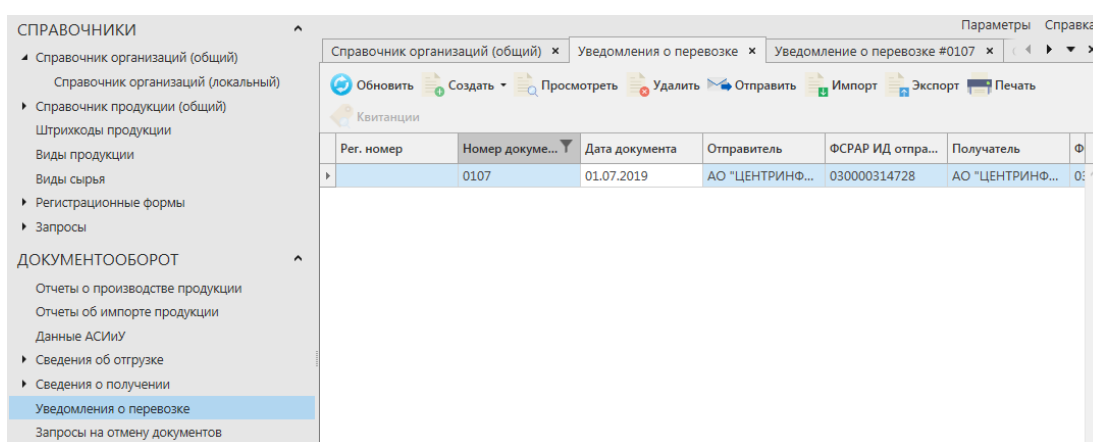 СПРАВОЧНИКИ
Справочник организаций (общий)
Справочник организаций (локальный)
Справочник продукции (общий)
Штрихкоды продукции
Виды продукции
Виды сырья
Регистрационные формы
Запросы
ДОКУМЕНТООБОРОТ
Отчеты о производстве продукции
Отчеты об импорте продукции
Данные АСИиУ
Сведения об отгрузке
Сведения о получении
Уведомления о перевозке
Запросы на отмену документов
Параметры Справка
Справочник организаций (общий) Уведомления о перевозке Уведомление о перевозке #0107
Обновить Создать Просмотреть Удалить Отправить Импорт Экспорт Печать
Квитанции
Рег. номер Номер докуме... Дата документа Отправитель ФСРАР ИД отпра... Получатель Ф
0107 01.07.2019 АО "ЦЕНТРИНФ... 030000314728 АО "ЦЕНТРИНФ... 03